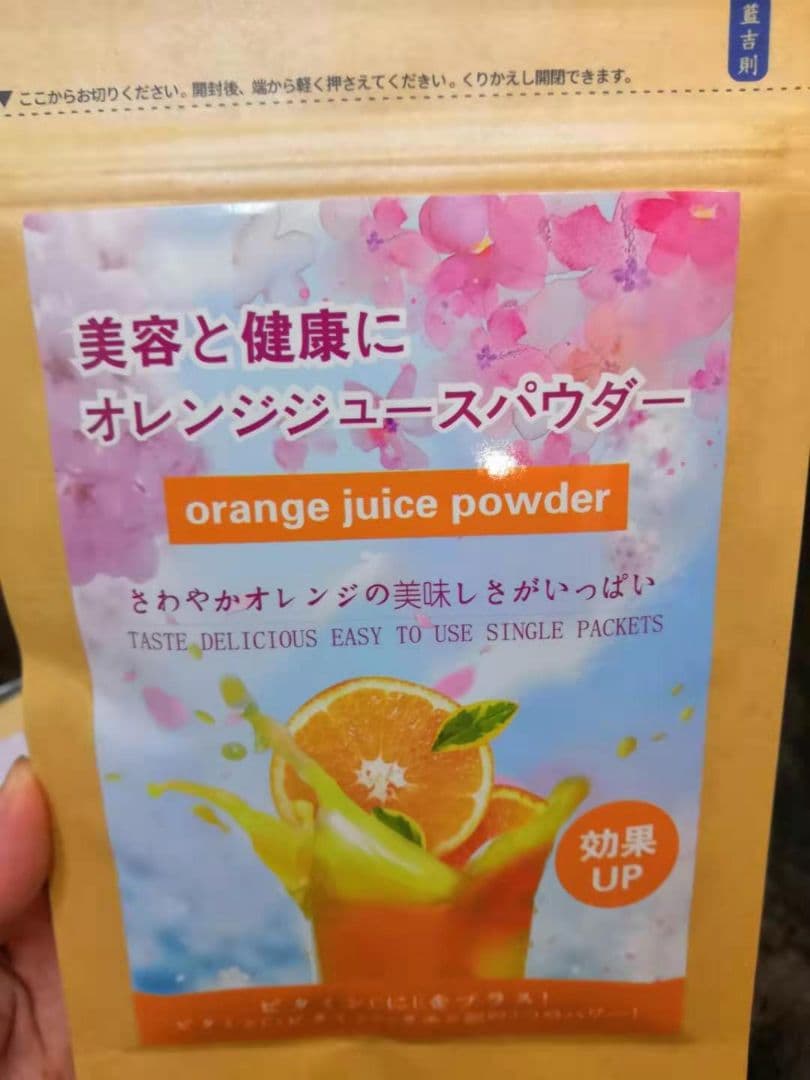 藍吉則
▼ここからお切りください。開封後、端から軽く押さえてください。くりかえし開閉できます。
美容と健康に
オレンジジュースパウダー
orange juice powder
さわやかオレンジの美味しさがいっぱい
TASTE DELICIOUS EASY TO USE SINGLE PACKETS
効果
UP